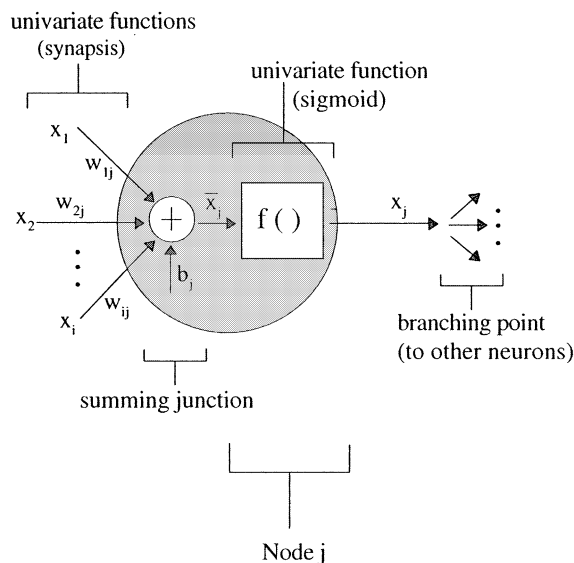 univariate functions
(synapsis)
univariate function
(sigmoid)
x1
w1j
x2
w2j
+
x̅j
f ( )
xj
bj
wij
xi
branching point
(to other neurons)
summing junction
Node j